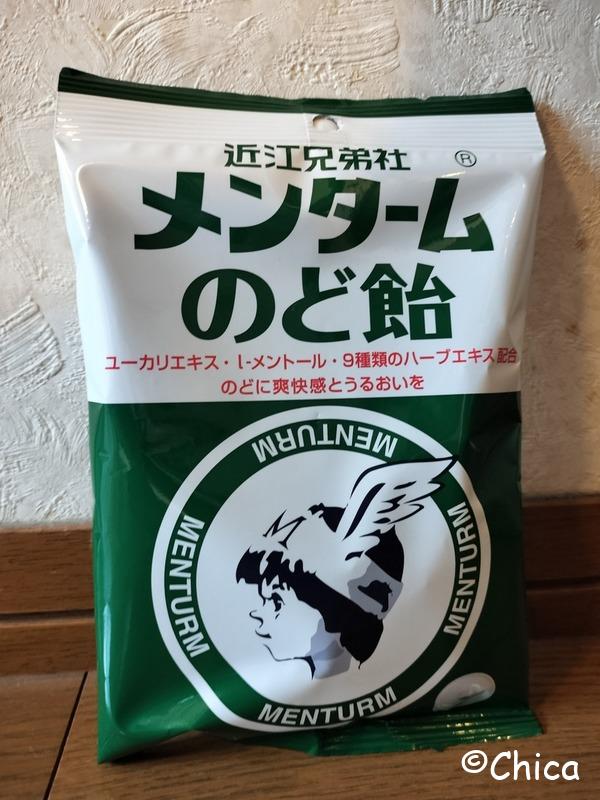 近江兄弟社
®
メンターム
のど飴
ユーカリエキス・l-メントール・9種類のハーブエキス配合
のどに爽快感とうるおいを
MENTURM
MENTURM
MENTURM
MENTURM
©Chica